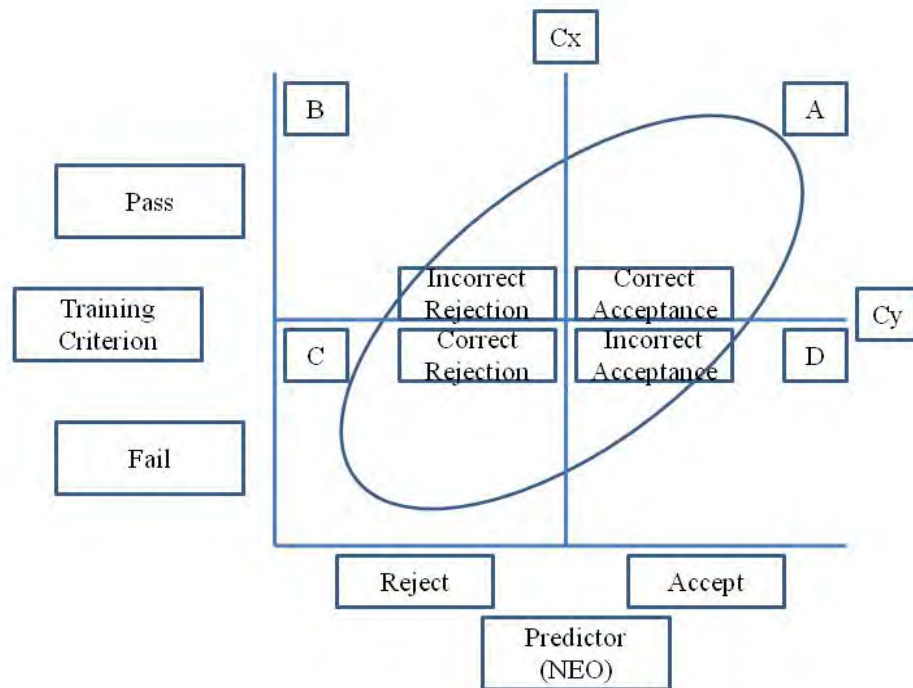 Cx
B
A
Pass
Incorrect
Rejection
Correct
Acceptance
Training
Criterion
Cy
C
Correct
Rejection
Incorrect
Acceptance
D
Fail
Reject
Accept
Predictor
(NEO)